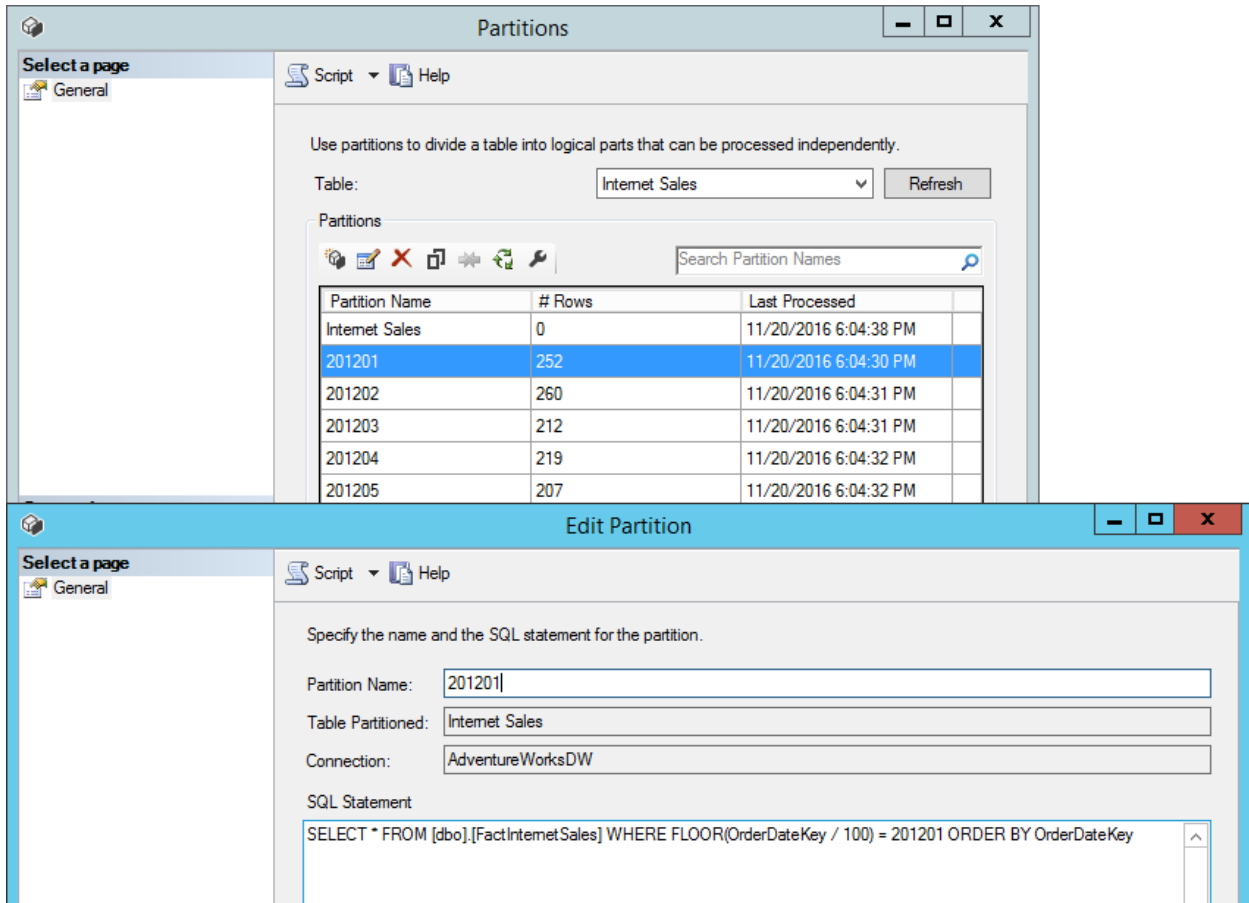 Partitions
Select a page
General
Script Help
Use partitions to divide a table into logical parts that can be processed independently.
Table: Internet Sales Refresh
Partitions
Search Partition Names
Partition Name # Rows Last Processed
Internet Sales 0 11/20/2016 6:04:38 PM
201201 252 11/20/2016 6:04:30 PM
201202 260 11/20/2016 6:04:31 PM
201203 212 11/20/2016 6:04:31 PM
201204 219 11/20/2016 6:04:32 PM
201205 207 11/20/2016 6:04:32 PM
Edit Partition
Select a page
General
Script Help
Specify the name and the SQL statement for the partition.
Partition Name: 201201
Table Partitioned: Internet Sales
Connection: AdventureWorksDW
SQL Statement
SELECT * FROM [dbo].[FactInternetSales] WHERE FLOOR(OrderDateKey / 100) = 201201 ORDER BY OrderDateKey